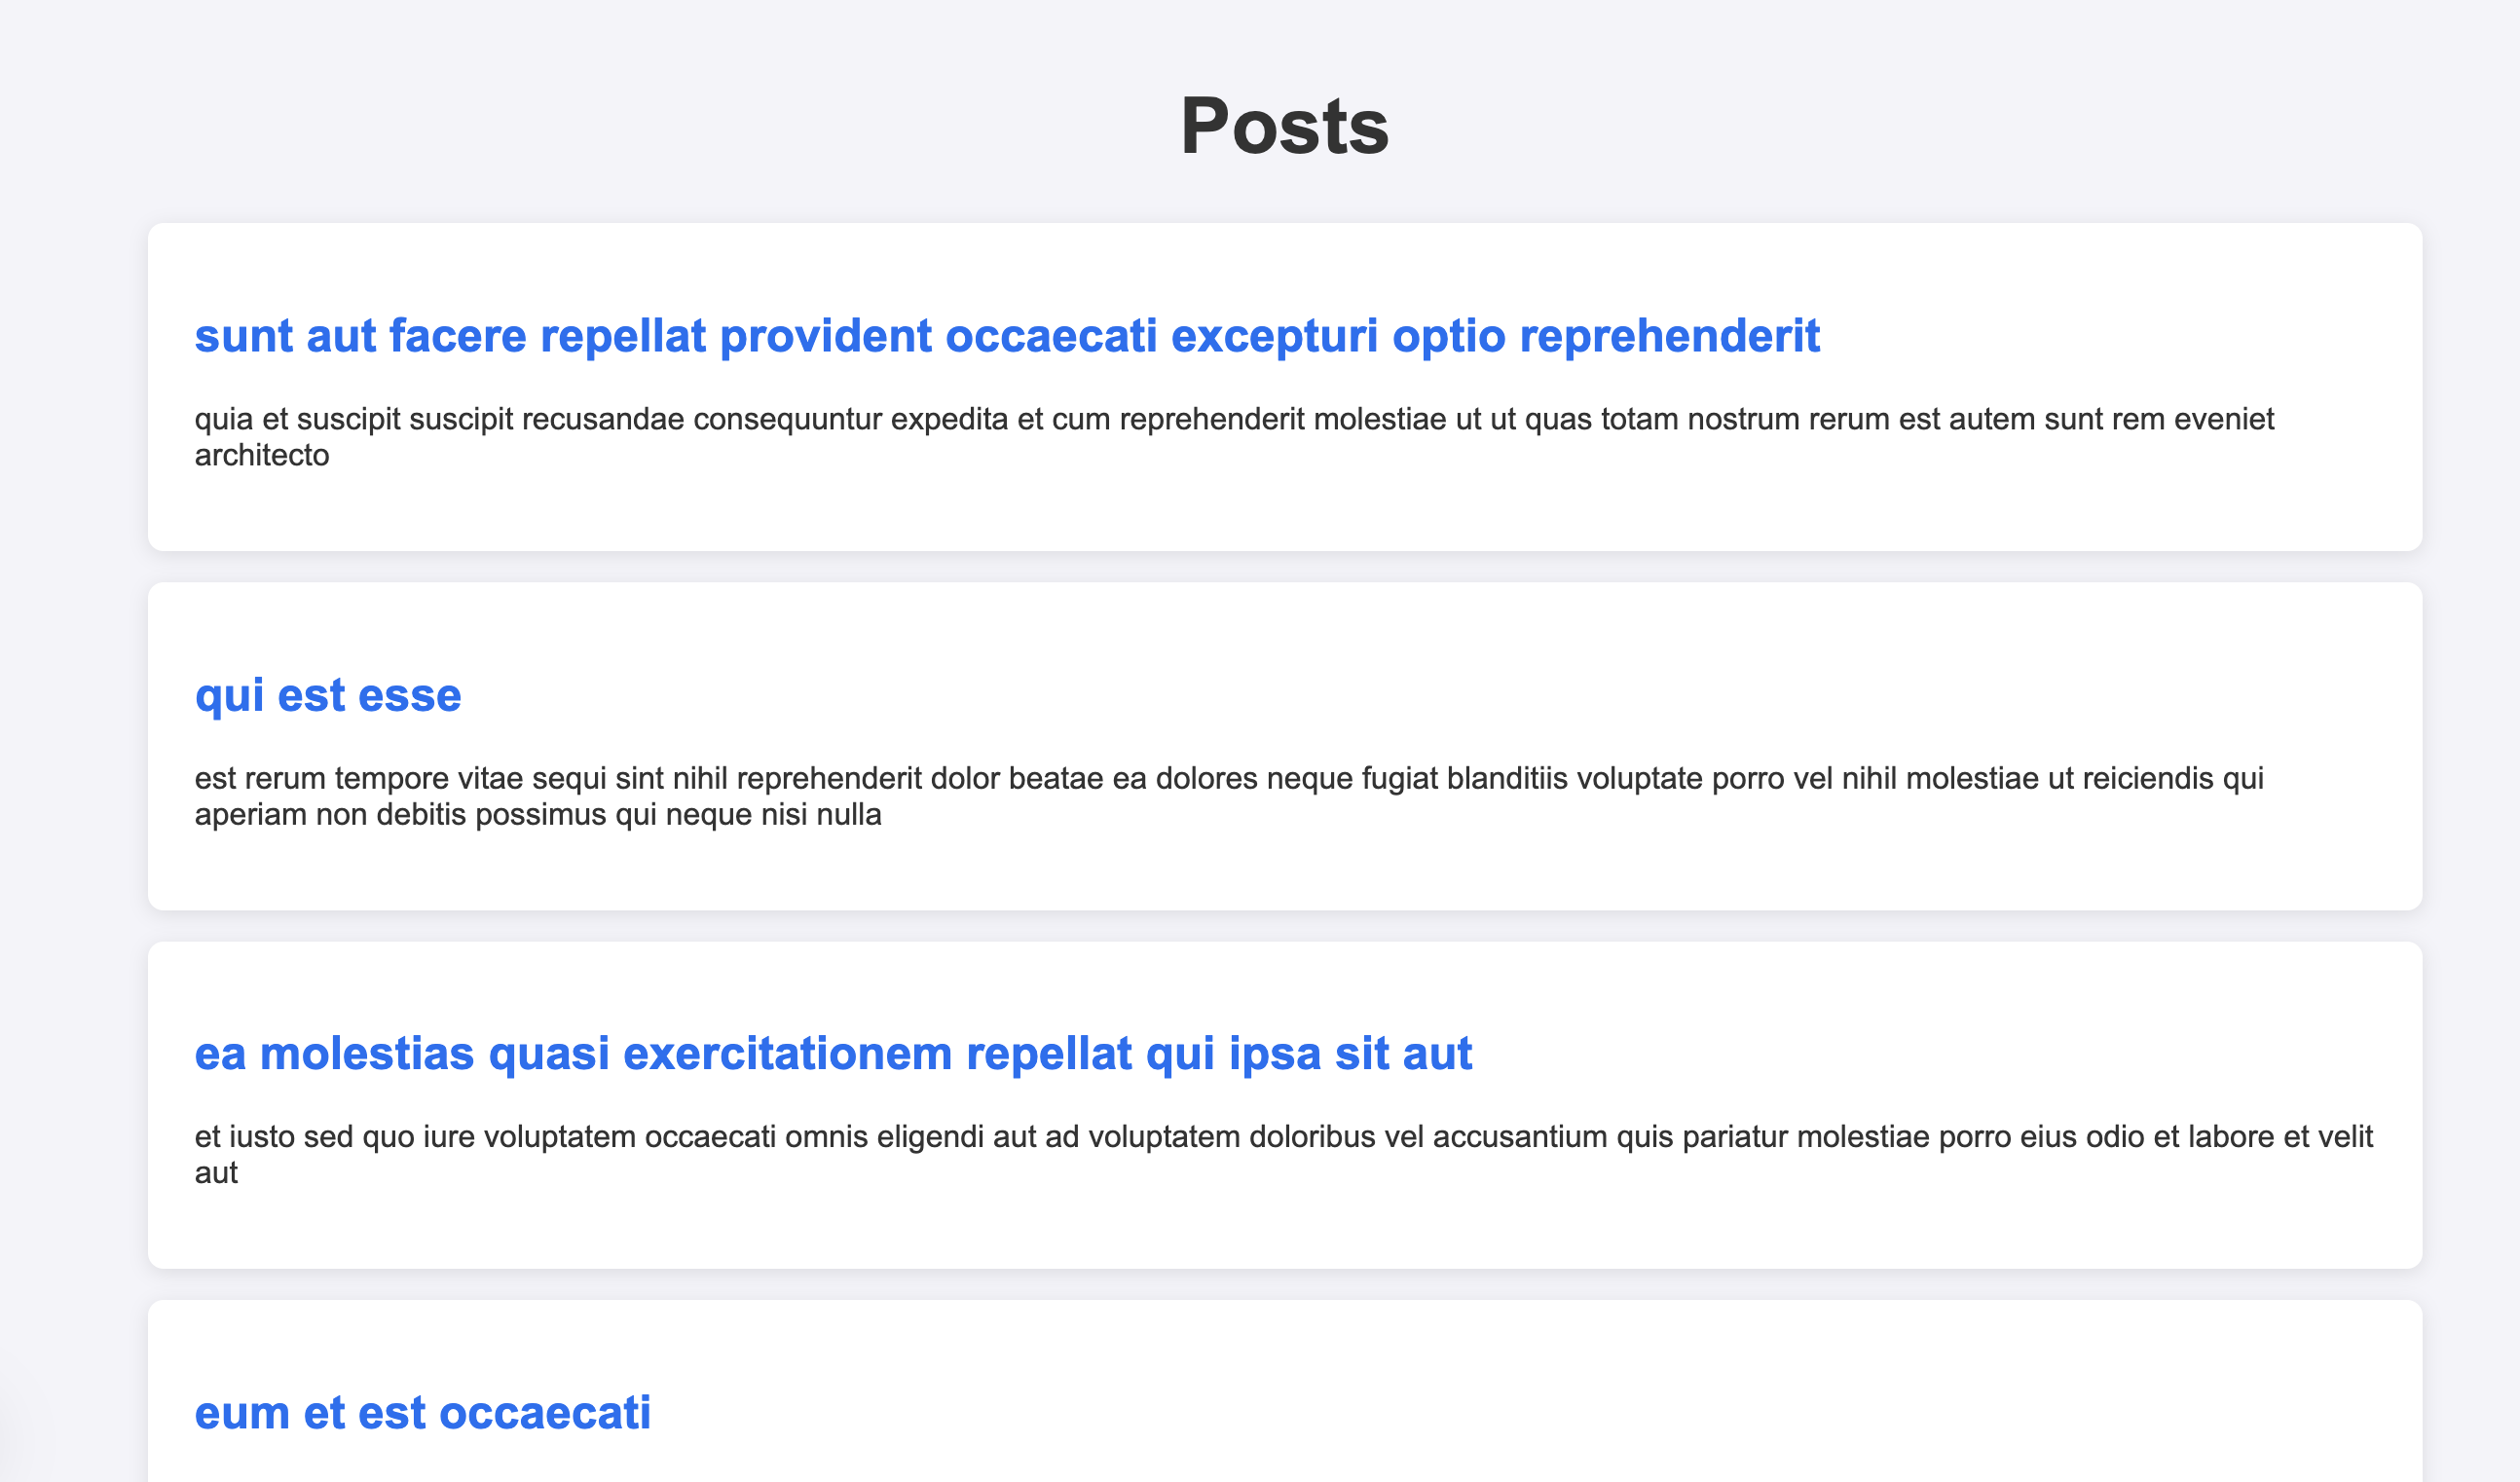 Posts
sunt aut facere repellat provident occaecati excepturi optio reprehenderit
quia et suscipit suscipit recusandae consequuntur expedita et cum reprehenderit molestiae ut ut quas totam nostrum rerum est autem sunt rem eveniet
architecto
qui est esse
est rerum tempore vitae sequi sint nihil reprehenderit dolor beatae ea dolores neque fugiat blanditiis voluptate porro vel nihil molestiae ut reiciendis qui
aperiam non debitis possimus qui neque nisi nulla
ea molestias quasi exercitationem repellat qui ipsa sit aut
et iusto sed quo iure voluptatem occaecati omnis eligendi aut ad voluptatem doloribus vel accusantium quis pariatur molestiae porro eius odio et labore et velit
aut
eum et est occaecati